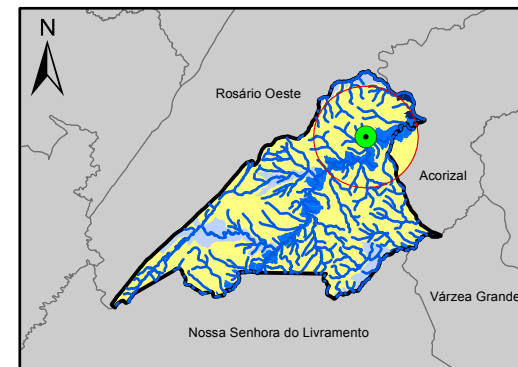 N
Rosário Oeste
Acorizal
Várzea Grande
Nossa Senhora do Livramento